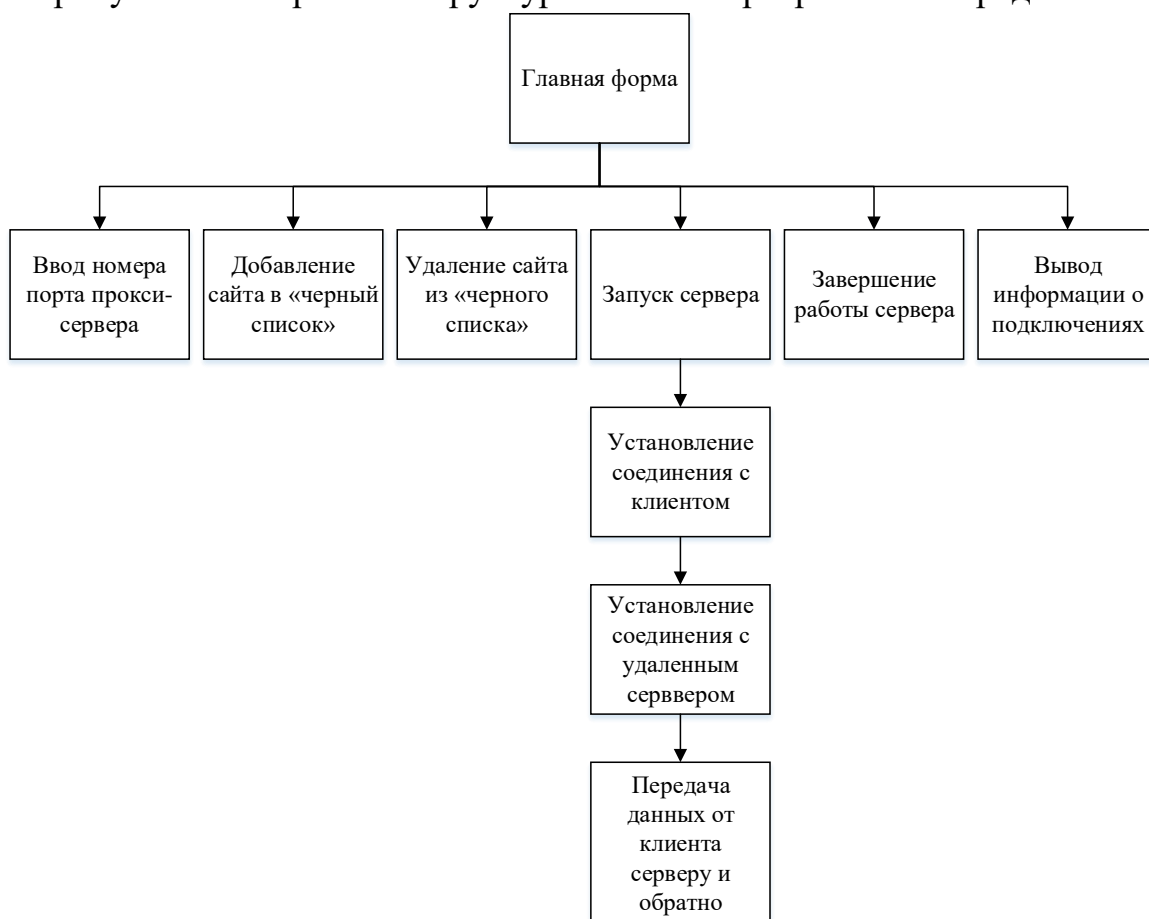 Главная форма
Ввод номера
порта прокси-
сервера
Добавление
сайта в «черный
список»
Удаление сайта
из «черного
списка»
Запуск сервера
Завершение
работы сервера
Вывод
информации о
подключениях
Установление
соединения с
клиентом
Установление
соединения с
удаленным
серввером
Передача
данных от
клиента
серверу и
обратно